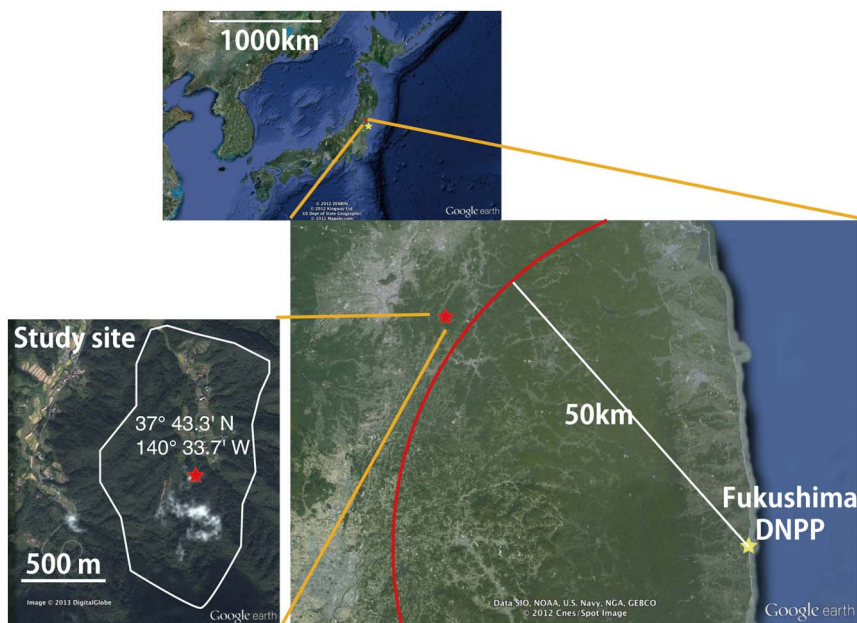 1000km
© 2012 ZENRIN
© 2012 Kingway Ltd
US Dept of State Geographer
© 2012 Mapabc.com
Google earth
Study site
37° 43.3' N
140° 33.7' W
500 m
Image © 2013 DigitalGlobe
Google earth
50km
Fukushima
DNPP
Data SIO, NOAA, U.S. Navy, NGA, GEBCO
© 2012 Cnes/Spot Image
Google earth